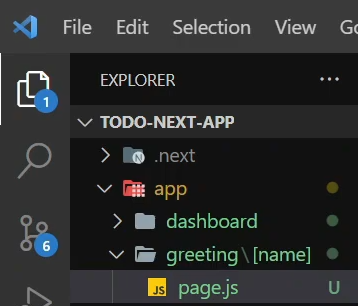 File Edit Selection View Go
EXPLORER ...
1
TODO-NEXT-APP
.next
app
dashboard
6
greeting\[name]
JS page.js U